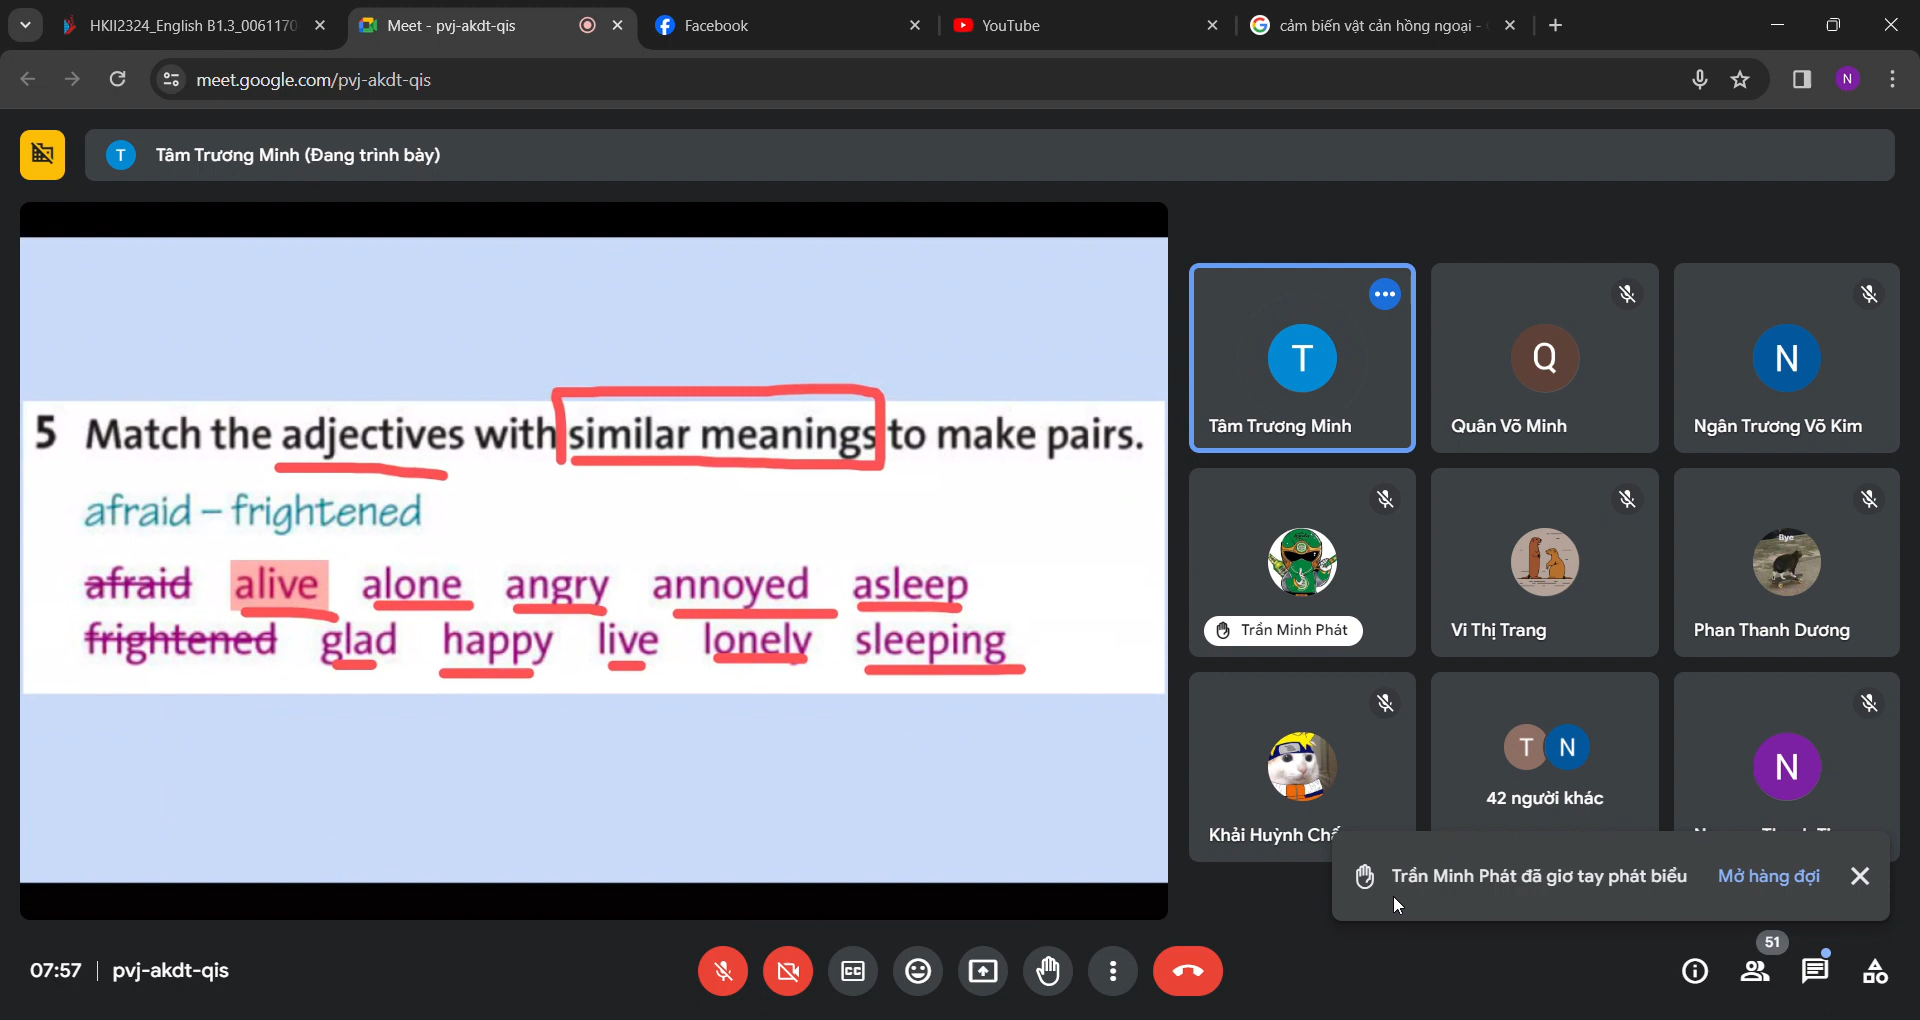 HKII2324_English B1.3_0061170
Meet - pvj-akdt-qis
Facebook
YouTube
cảm biến vật cản hồng ngoại -
meet.google.com/pvj-akdt-qis
N
T Tâm Trương Minh (Đang trình bày)
5 Match the adjectives with similar meanings to make pairs.
afraid – frightened
afraid alive alone angry annoyed asleep
frightened glad happy live lonely sleeping
T
Tâm Trương Minh
Q
Quân Võ Minh
N
Ngân Trương Võ Kim
Trần Minh Phát
Vi Thị Trang
Bye
Phan Thanh Dương
Khải Huỳnh
T N
42 người khác
N
Trần Minh Phát đã giơ tay phát biểu Mở hàng đợi
07:57 pvj-akdt-qis
51